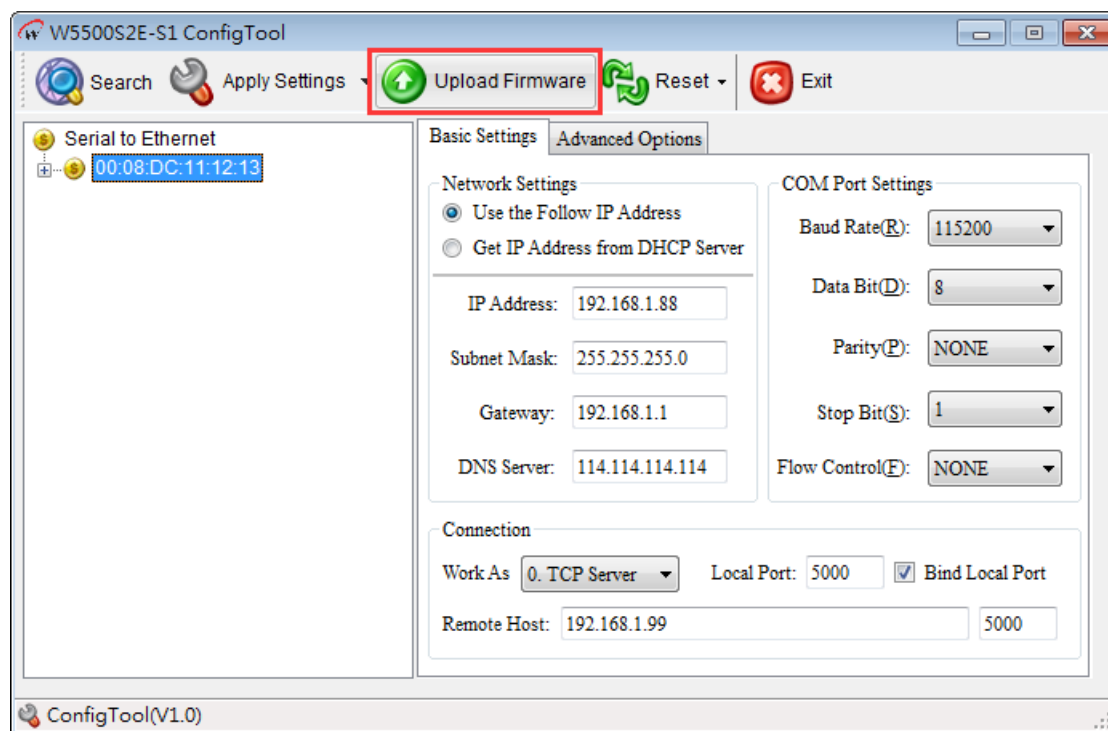 W5500S2E-S1 ConfigTool
Search Apply Settings Upload Firmware Reset Exit
Serial to Ethernet
00:08:DC:11:12:13
Basic Settings Advanced Options
Network Settings
Use the Follow IP Address
Get IP Address from DHCP Server
IP Address: 192.168.1.88
Subnet Mask: 255.255.255.0
Gateway: 192.168.1.1
DNS Server: 114.114.114.114
COM Port Settings
Baud Rate(R): 115200
Data Bit(D): 8
Parity(P): NONE
Stop Bit(S): 1
Flow Control(F): NONE
Connection
Work As 0. TCP Server Local Port: 5000 Bind Local Port
Remote Host: 192.168.1.99 5000
ConfigTool(V1.0)